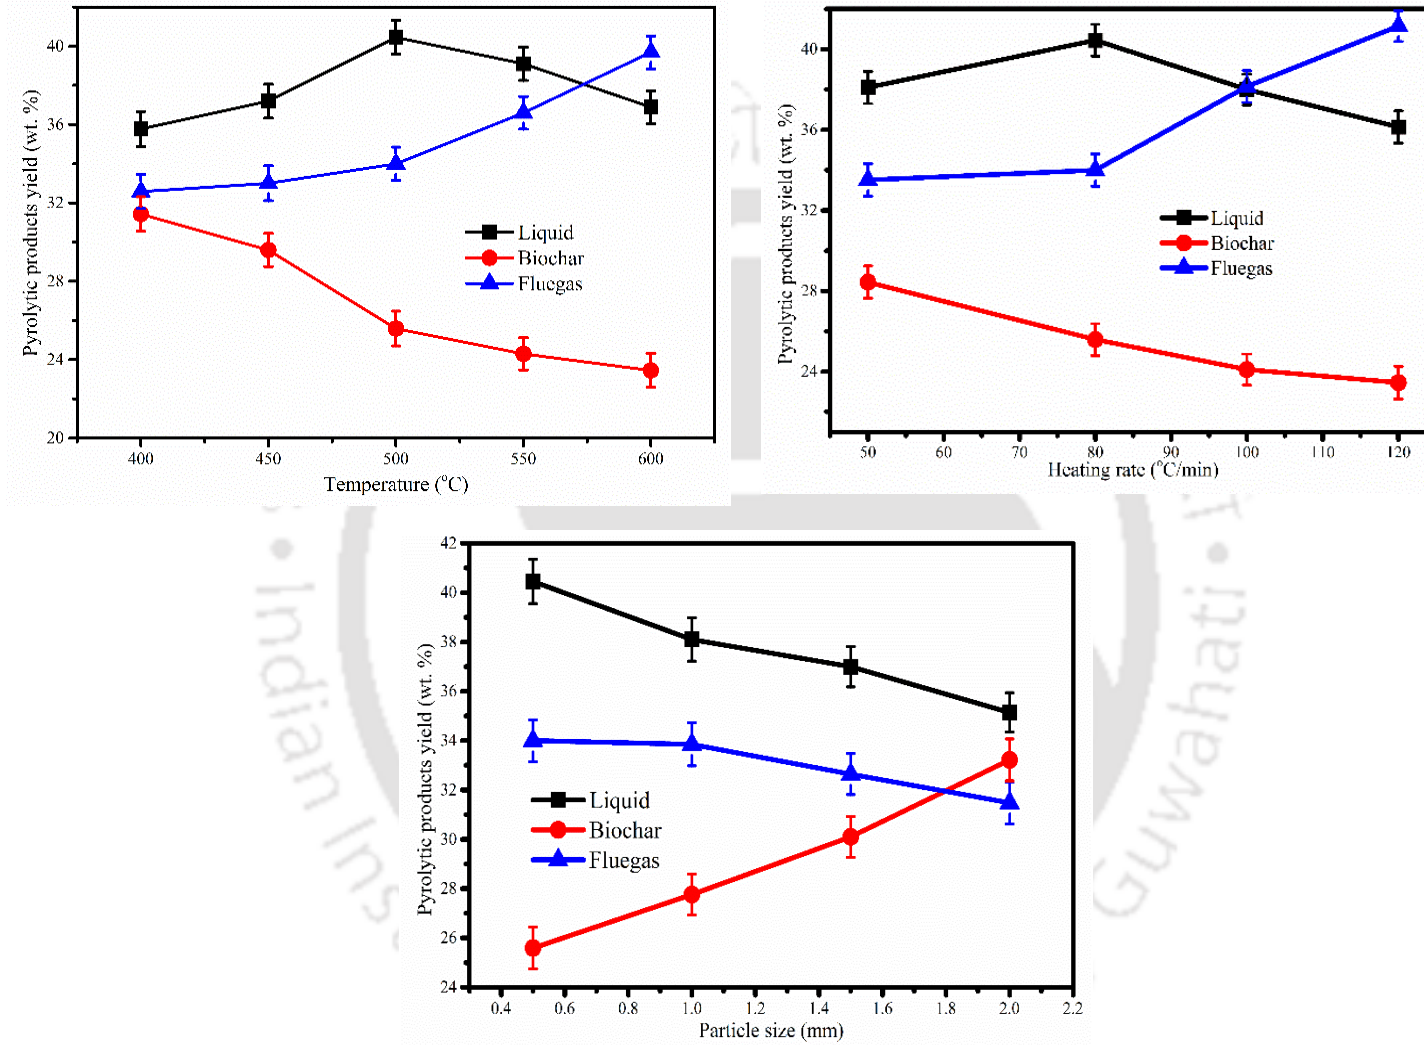 Pyrolytic products yield (wt. %)
40
36
32
28
24
20
Liquid
Biochar
Fluegas
400 450 500 550 600
Temperature (°C)
Pyrolytic products yield (wt. %)
40
36
32
28
24
Liquid
Biochar
Fluegas
50 60 70 80 90 100 110 120
Heating rate (°C/min)
Pyrolytic products yield (wt. %)
42
40
38
36
34
32
30
28
26
24
Liquid
Biochar
Fluegas
0.4 0.6 0.8 1.0 1.2 1.4 1.6 1.8 2.0 2.2
Particle size (mm)
Indian Ins
Guwahati